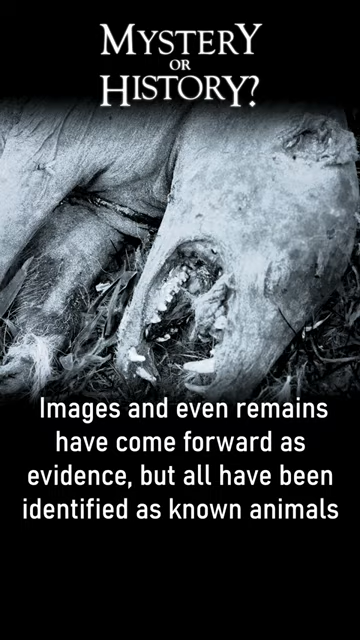 MYSTERY
OR
HISTORY?
Images and even remains
have come forward as
evidence, but all have been
identified as known animals